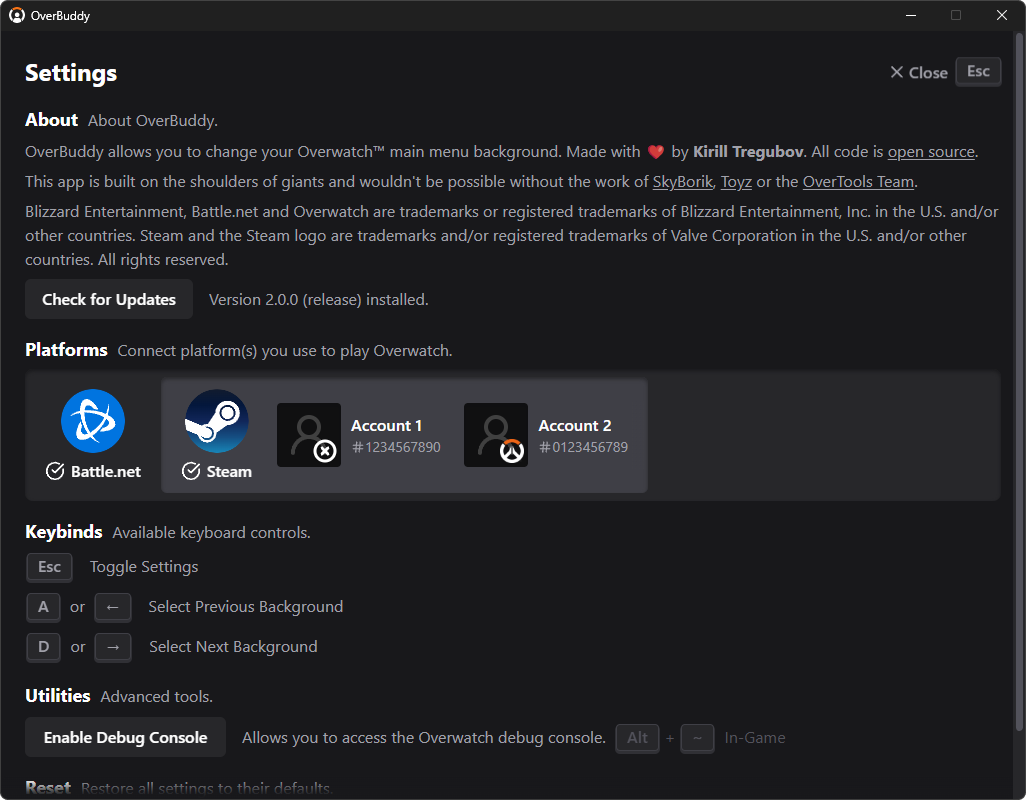 OverBuddy
Settings
Close Esc
About About OverBuddy.
OverBuddy allows you to change your Overwatch™ main menu background. Made with ❤️ by Kirill Tregubov. All code is open source.
This app is built on the shoulders of giants and wouldn't be possible without the work of SkyBorik, Toyz or the OverTools Team.
Blizzard Entertainment, Battle.net and Overwatch are trademarks or registered trademarks of Blizzard Entertainment, Inc. in the U.S. and/or
other countries. Steam and the Steam logo are trademarks and/or registered trademarks of Valve Corporation in the U.S. and/or other
countries. All rights reserved.
Check for Updates Version 2.0.0 (release) installed.
Platforms Connect platform(s) you use to play Overwatch.
Account 1 Account 2
#1234567890 #0123456789
Battle.net Steam
Keybinds Available keyboard controls.
Esc Toggle Settings
A or ← Select Previous Background
D or → Select Next Background
Utilities Advanced tools.
Enable Debug Console Allows you to access the Overwatch debug console. Alt + ~ In-Game
Reset Restore all settings to their defaults.